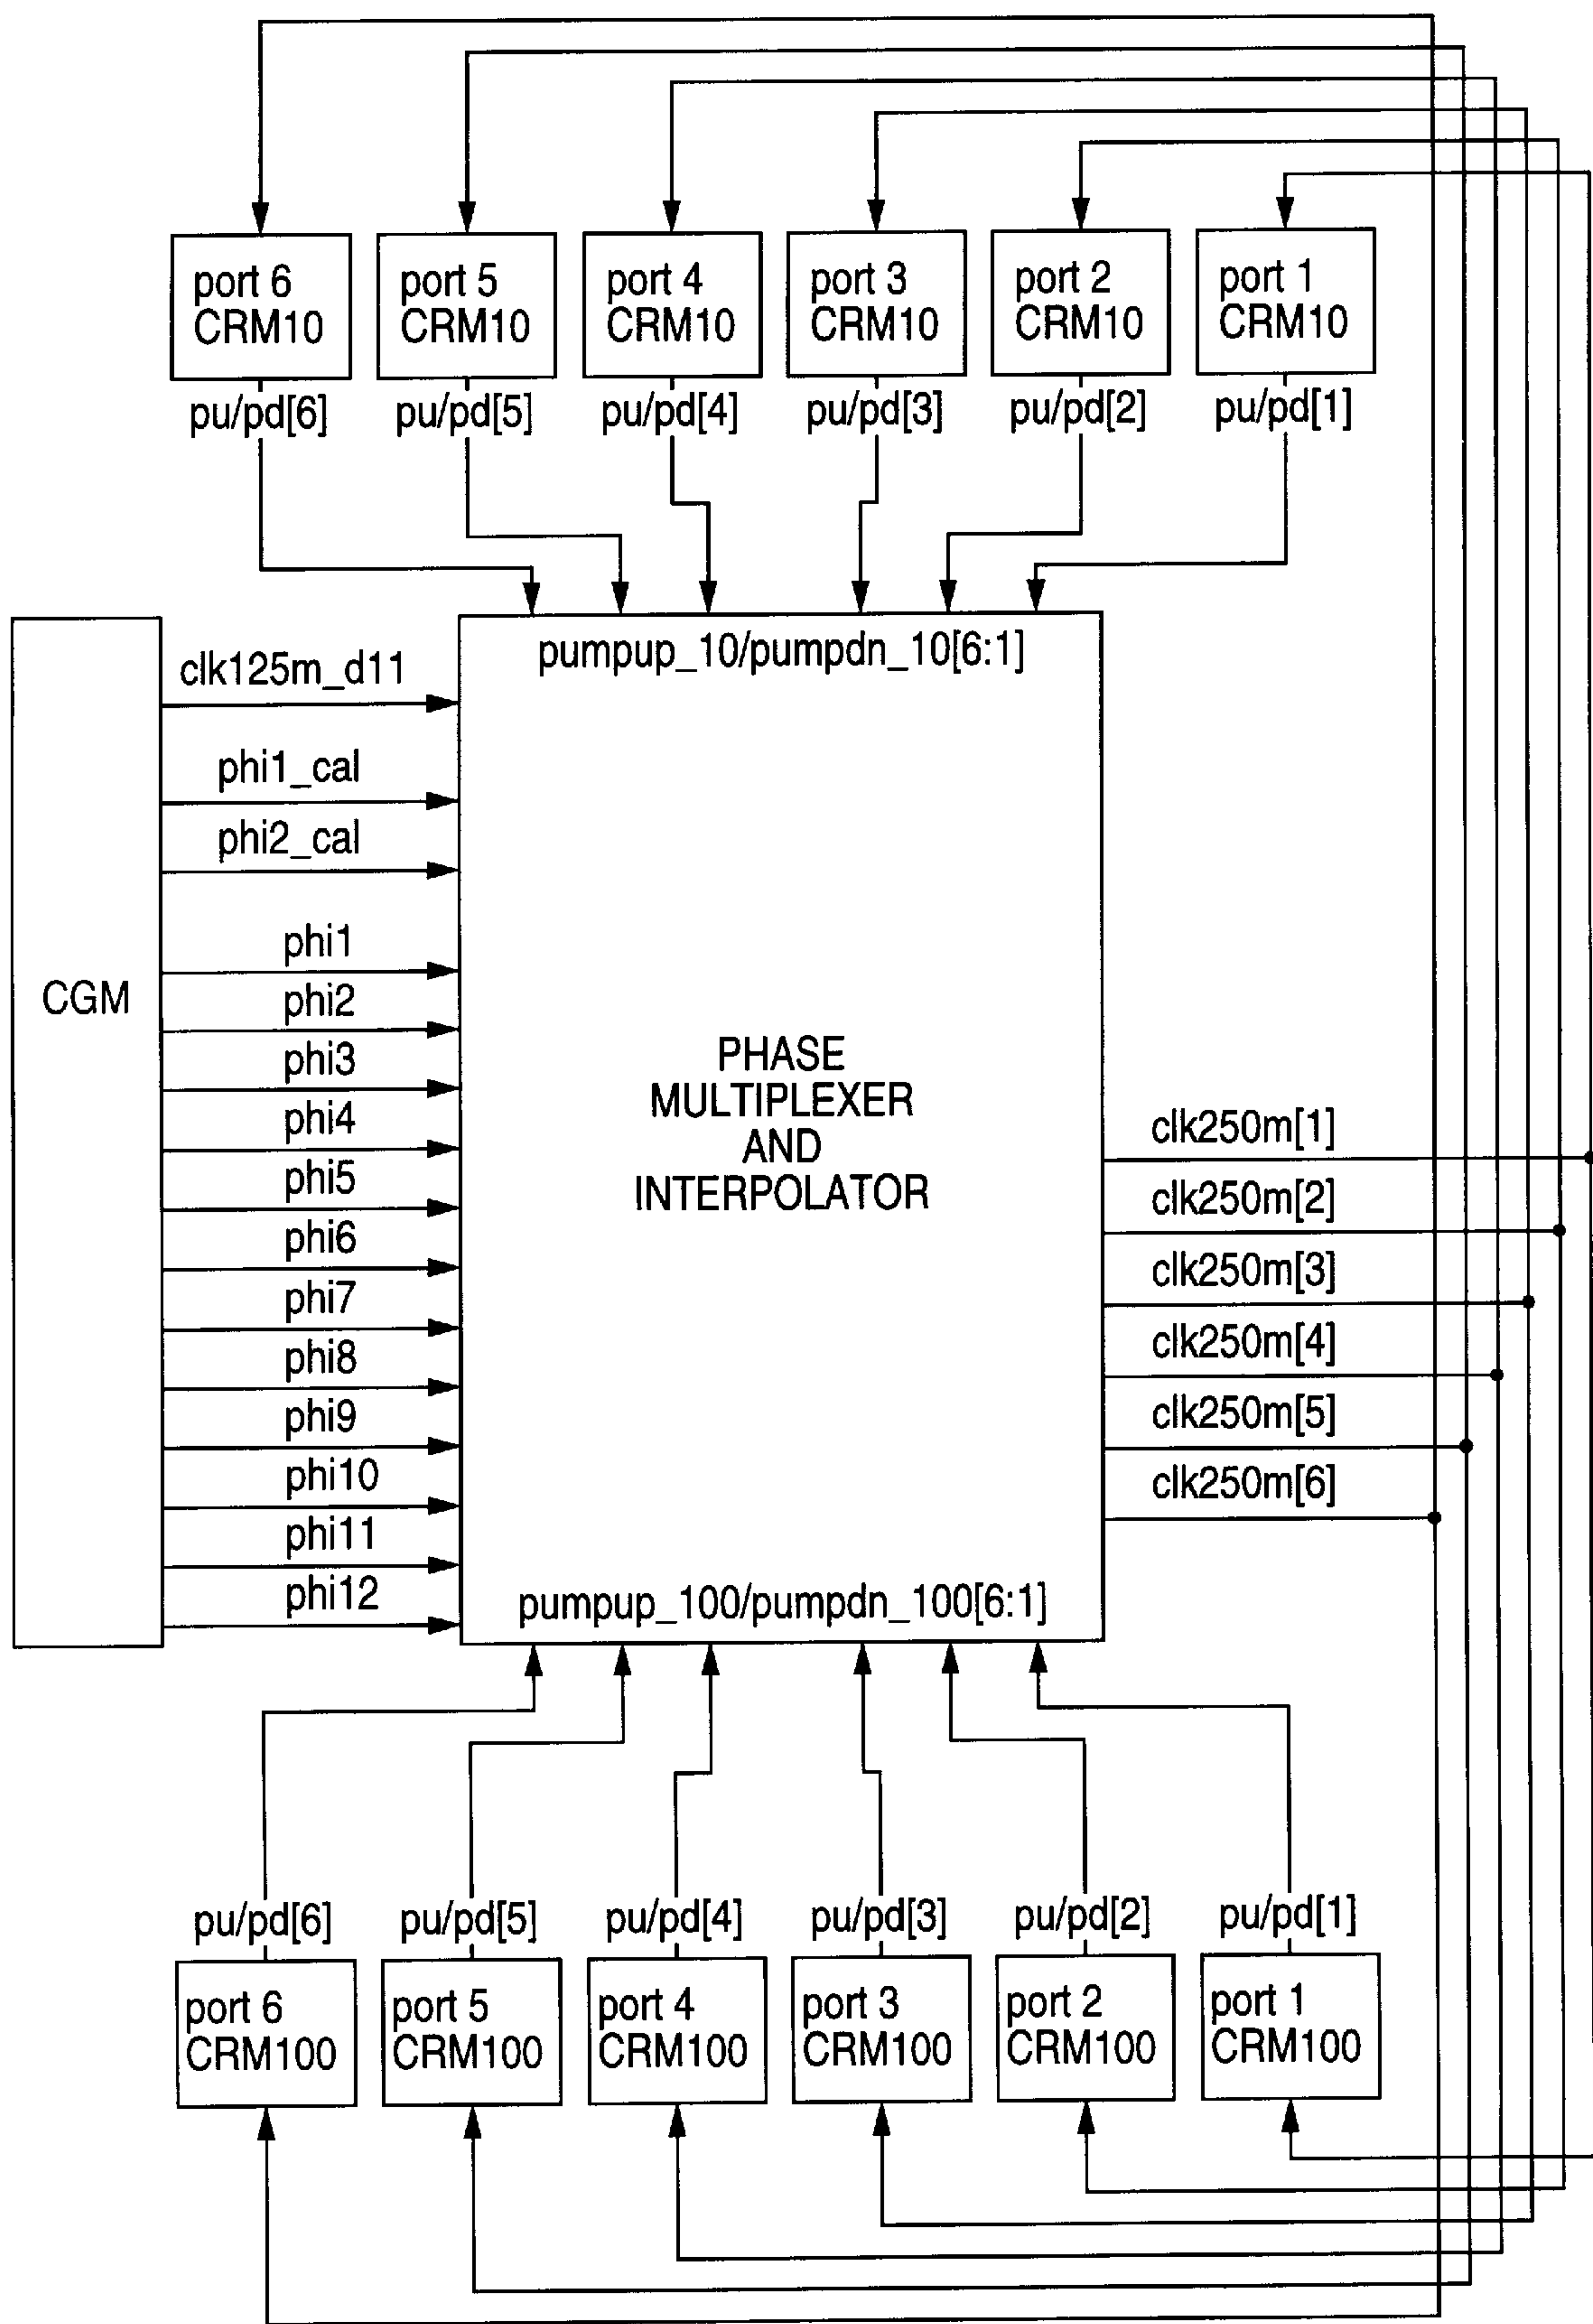 port 6
CRM10
port 5
CRM10
port 4
CRM10
port 3
CRM10
port 2
CRM10
port 1
CRM10
pu/pd[6]
pu/pd[5]
pu/pd[4]
pu/pd[3]
pu/pd[2]
pu/pd[1]
pumpup_10/pumpdn_10[6:1]
clk125m_d11
phi1_cal
phi2_cal
CGM
phi1
phi2
phi3
phi4
phi5
phi6
phi7
phi8
phi9
phi10
phi11
phi12
PHASE
MULTIPLEXER
AND
INTERPOLATOR
clk250m[1]
clk250m[2]
clk250m[3]
clk250m[4]
clk250m[5]
clk250m[6]
pumpup_100/pumpdn_100[6:1]
pu/pd[6]
pu/pd[5]
pu/pd[4]
pu/pd[3]
pu/pd[2]
pu/pd[1]
port 6
CRM100
port 5
CRM100
port 4
CRM100
port 3
CRM100
port 2
CRM100
port 1
CRM100